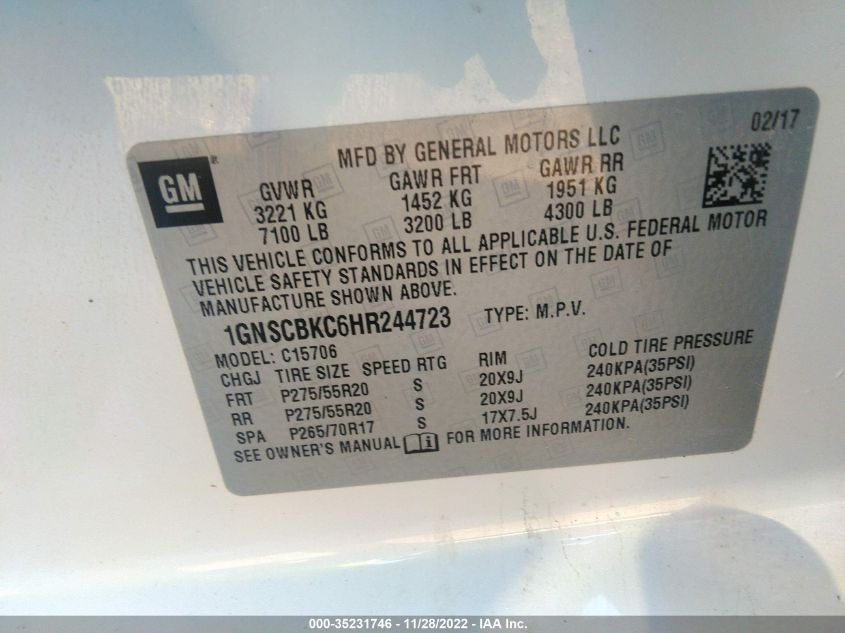 02/17
MFD BY GENERAL MOTORS LLC
GM
GVWR GAWR FRT GAWR RR
3221 KG 1452 KG 1951 KG
7100 LB 3200 LB 4300 LB
THIS VEHICLE CONFORMS TO ALL APPLICABLE U.S. FEDERAL MOTOR
VEHICLE SAFETY STANDARDS IN EFFECT ON THE DATE OF
MANUFACTURE SHOWN ABOVE.
1GNSCBKC6HR244723 TYPE: M.P.V.
MODEL: C15706
CHGJ TIRE SIZE SPEED RTG RIM COLD TIRE PRESSURE
FRT P275/55R20 S 20X9J 240KPA(35PSI)
RR P275/55R20 S 20X9J 240KPA(35PSI)
SPA P265/70R17 S 17X7.5J 240KPA(35PSI)
SEE OWNER'S MANUAL FOR MORE INFORMATION.
000-35231746 | 11/28/2022 | IAA, Inc.